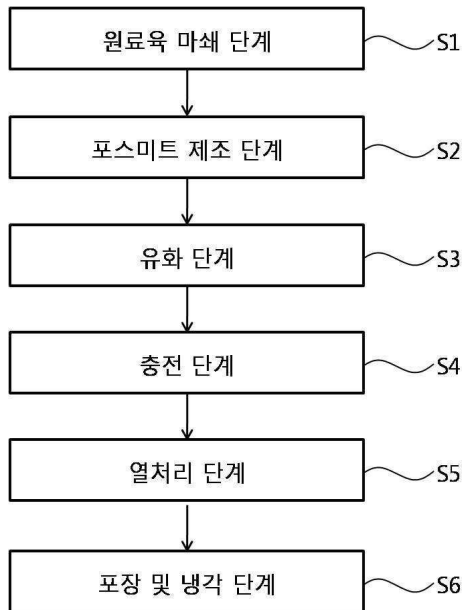 원료육 마쇄 단계 S1
포스미트 제조 단계 S2
유화 단계 S3
충전 단계 S4
열처리 단계 S5
포장 및 냉각 단계 S6